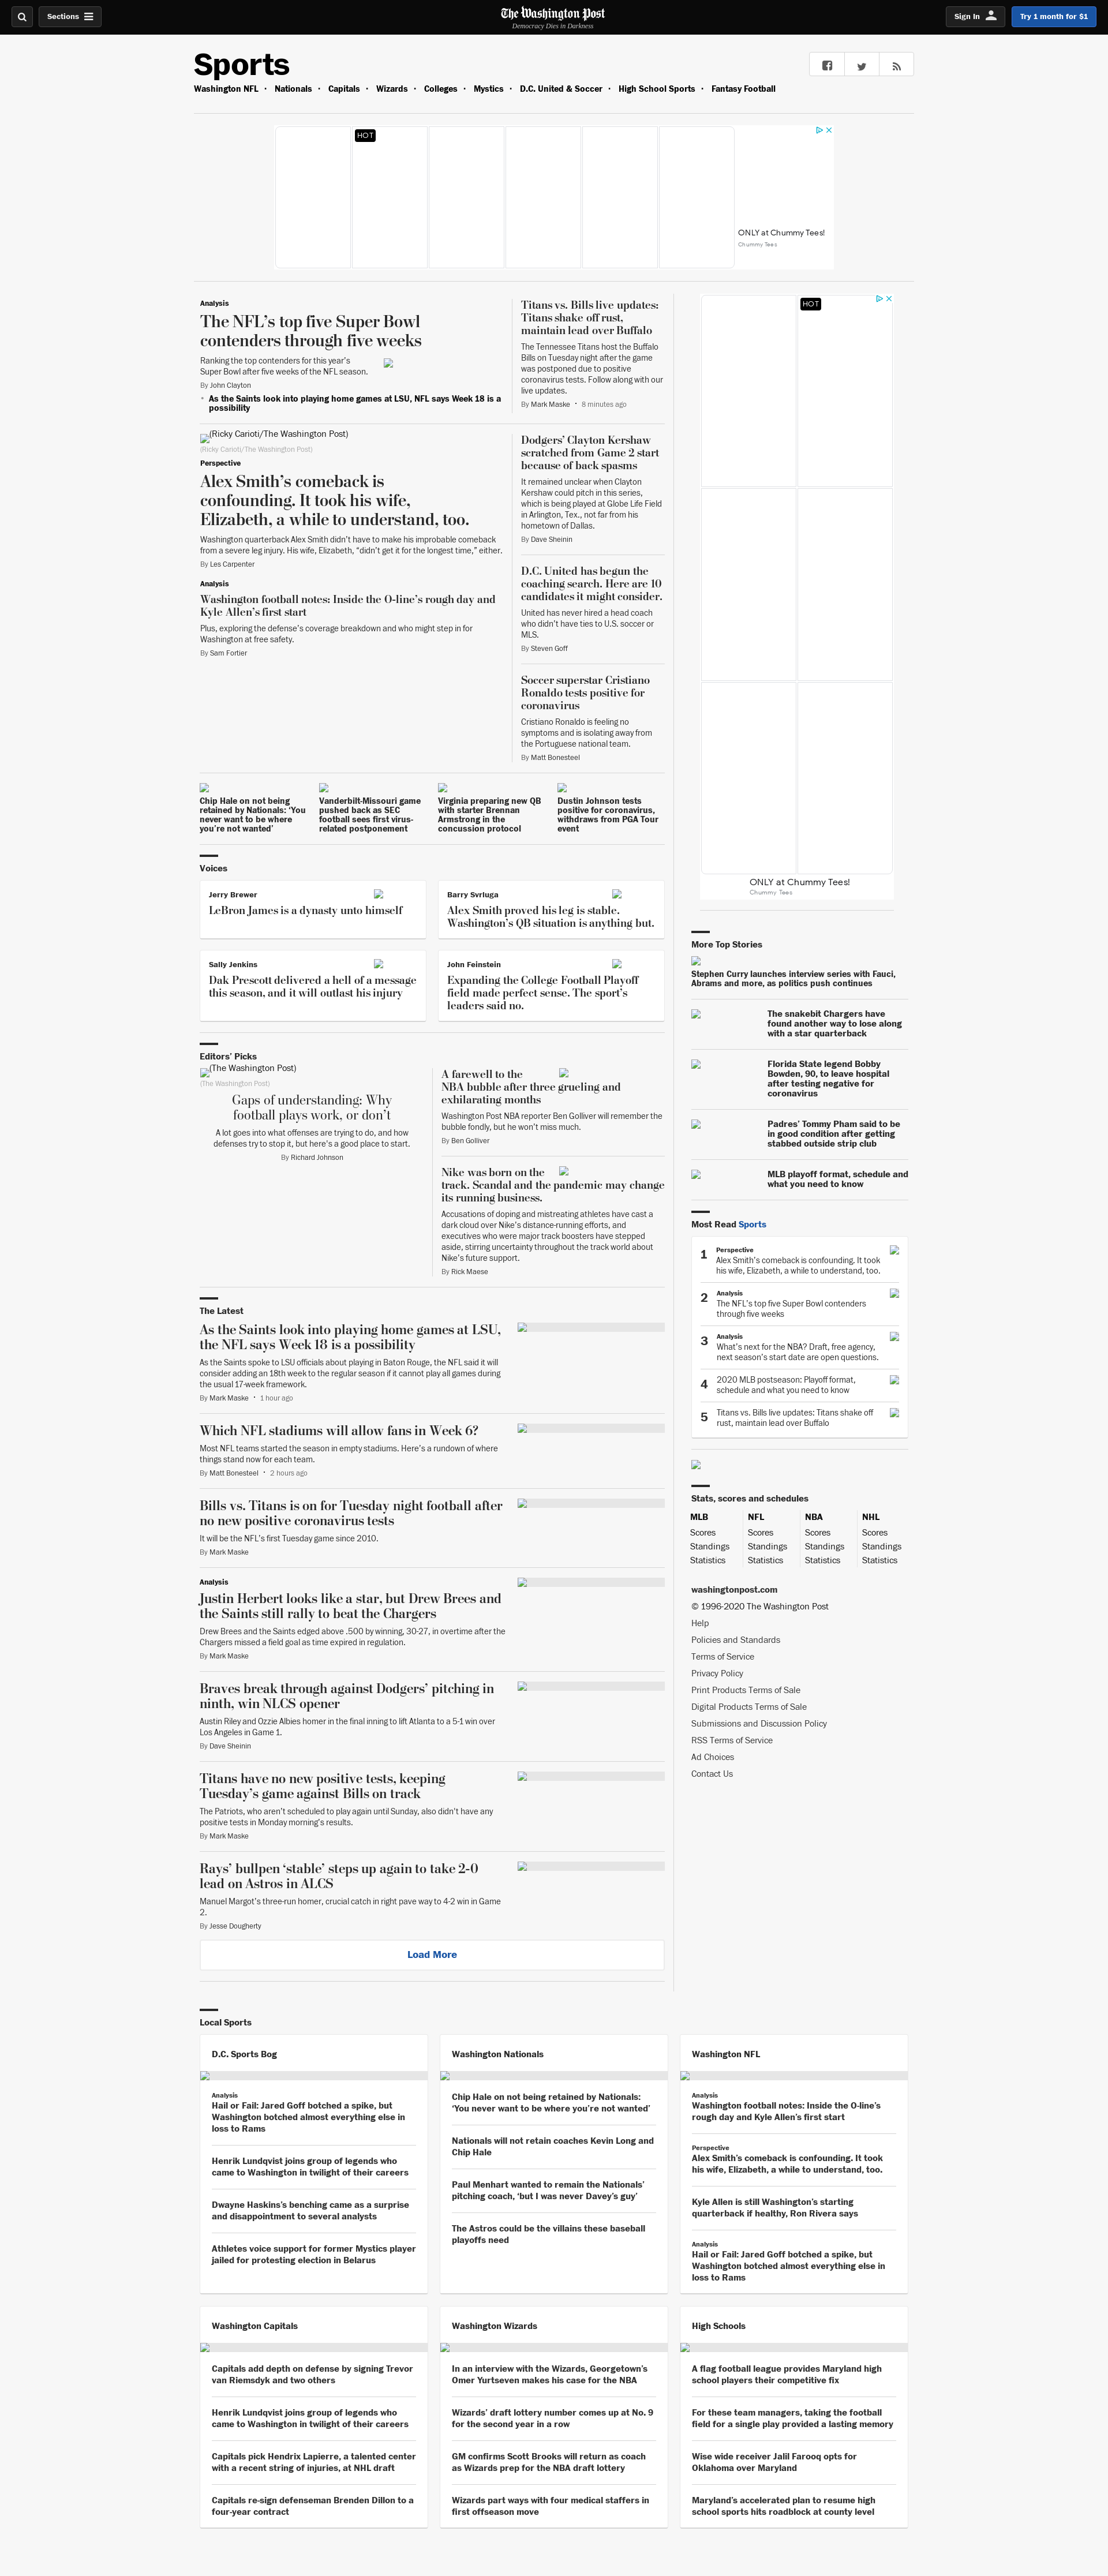 Sections
The Washington Post
Democracy Dies in Darkness
Sign In
Try 1 month for $1
Sports
Washington NFL • Nationals • Capitals • Wizards • Colleges • Mystics • D.C. United & Soccer • High School Sports • Fantasy Football
HOT
ONLY at Chummy Tees!
Chummy Tees
Analysis
The NFL’s top five Super Bowl
contenders through five weeks
Ranking the top contenders for this year’s
Super Bowl after five weeks of the NFL season.
By John Clayton
• As the Saints look into playing home games at LSU, NFL says Week 18 is a
possibility
Titans vs. Bills live updates:
Titans shake off rust,
maintain lead over Buffalo
The Tennessee Titans host the Buffalo
Bills on Tuesday night after the game
was postponed due to positive
coronavirus tests. Follow along with our
live updates.
By Mark Maske • 8 minutes ago
(Ricky Carioti/The Washington Post)
(Ricky Carioti/The Washington Post)
Perspective
Alex Smith’s comeback is
confounding. It took his wife,
Elizabeth, a while to understand, too.
Washington quarterback Alex Smith didn’t have to make his improbable comeback
from a severe leg injury. His wife, Elizabeth, “didn’t get it for the longest time,” either.
By Les Carpenter
Analysis
Washington football notes: Inside the O-line’s rough day and
Kyle Allen’s first start
Plus, exploring the defense’s coverage breakdown and who might step in for
Washington at free safety.
By Sam Fortier
Dodgers’ Clayton Kershaw
scratched from Game 2 start
because of back spasms
It remained unclear when Clayton
Kershaw could pitch in this series,
which is being played at Globe Life Field
in Arlington, Tex., not far from his
hometown of Dallas.
By Dave Sheinin
D.C. United has begun the
coaching search. Here are 10
candidates it might consider.
United has never hired a head coach
who didn't have ties to U.S. soccer or
MLS.
By Steven Goff
Soccer superstar Cristiano
Ronaldo tests positive for
coronavirus
Cristiano Ronaldo is feeling no
symptoms and is isolating away from
the Portuguese national team.
By Matt Bonesteel
Chip Hale on not being
retained by Nationals: ‘You
never want to be where
you’re not wanted’
Vanderbilt-Missouri game
pushed back as SEC
football sees first virus-
related postponement
Virginia preparing new QB
with starter Brennan
Armstrong in the
concussion protocol
Dustin Johnson tests
positive for coronavirus,
withdraws from PGA Tour
event
Voices
Jerry Brewer
LeBron James is a dynasty unto himself
Barry Svrluga
Alex Smith proved his leg is stable.
Washington’s QB situation is anything but.
Sally Jenkins
Dak Prescott delivered a hell of a message
this season, and it will outlast his injury
John Feinstein
Expanding the College Football Playoff
field made perfect sense. The sport’s
leaders said no.
Editors’ Picks
(The Washington Post)
(The Washington Post)
Gaps of understanding: Why
football plays work, or don’t
A lot goes into what offenses are trying to do, and how
defenses try to stop it, but here's a good place to start.
By Richard Johnson
A farewell to the
NBA bubble after three grueling and
exhilarating months
Washington Post NBA reporter Ben Golliver will remember the
bubble fondly, but he won't miss much.
By Ben Golliver
Nike was born on the
track. Scandal and the pandemic may change
its running business.
Accusations of doping and mistreating athletes have cast a
dark cloud over Nike’s distance-running efforts, and
executives who were major track boosters have stepped
aside, stirring uncertainty throughout the track world about
Nike’s future support.
By Rick Maese
The Latest
As the Saints look into playing home games at LSU,
the NFL says Week 18 is a possibility
As the Saints spoke to LSU officials about playing in Baton Rouge, the NFL said it will
consider adding an 18th week to the regular season if it cannot play all games during
the usual 17-week framework.
By Mark Maske • 1 hour ago
Which NFL stadiums will allow fans in Week 6?
Most NFL teams started the season in empty stadiums. Here's a rundown of where
things stand now for each team.
By Matt Bonesteel • 2 hours ago
Bills vs. Titans is on for Tuesday night football after
no new positive coronavirus tests
It will be the NFL’s first Tuesday game since 2010.
By Mark Maske
Analysis
Justin Herbert looks like a star, but Drew Brees and
the Saints still rally to beat the Chargers
Drew Brees and the Saints edged above .500 by winning, 30-27, in overtime after the
Chargers missed a field goal as time expired in regulation.
By Mark Maske
Braves break through against Dodgers’ pitching in
ninth, win NLCS opener
Austin Riley and Ozzie Albies homer in the final inning to lift Atlanta to a 5-1 win over
Los Angeles in Game 1.
By Dave Sheinin
Titans have no new positive tests, keeping
Tuesday’s game against Bills on track
The Patriots, who aren’t scheduled to play again until Sunday, also didn’t have any
positive tests in Monday morning’s results.
By Mark Maske
Rays’ bullpen ‘stable’ steps up again to take 2-0
lead on Astros in ALCS
Manuel Margot's three-run homer, crucial catch in right pave way to 4-2 win in Game
2.
By Jesse Dougherty
Load More
HOT
ONLY at Chummy Tees!
Chummy Tees
More Top Stories
Stephen Curry launches interview series with Fauci,
Abrams and more, as politics push continues
The snakebit Chargers have
found another way to lose along
with a star quarterback
Florida State legend Bobby
Bowden, 90, to leave hospital
after testing negative for
coronavirus
Padres’ Tommy Pham said to be
in good condition after getting
stabbed outside strip club
MLB playoff format, schedule and
what you need to know
Most Read Sports
1
Perspective
Alex Smith’s comeback is confounding. It took
his wife, Elizabeth, a while to understand, too.
2
Analysis
The NFL’s top five Super Bowl contenders
through five weeks
3
Analysis
What’s next for the NBA? Draft, free agency,
next season’s start date are open questions.
4
2020 MLB postseason: Playoff format,
schedule and what you need to know
5
Titans vs. Bills live updates: Titans shake off
rust, maintain lead over Buffalo
Stats, scores and schedules
MLB NFL NBA NHL
Scores Scores Scores Scores
Standings Standings Standings Standings
Statistics Statistics Statistics Statistics
washingtonpost.com
© 1996-2020 The Washington Post
Help
Policies and Standards
Terms of Service
Privacy Policy
Print Products Terms of Sale
Digital Products Terms of Sale
Submissions and Discussion Policy
RSS Terms of Service
Ad Choices
Contact Us
Local Sports
D.C. Sports Bog
Analysis
Hail or Fail: Jared Goff botched a spike, but
Washington botched almost everything else in
loss to Rams
Henrik Lundqvist joins group of legends who
came to Washington in twilight of their careers
Dwayne Haskins’s benching came as a surprise
and disappointment to several analysts
Athletes voice support for former Mystics player
jailed for protesting election in Belarus
Washington Nationals
Chip Hale on not being retained by Nationals:
‘You never want to be where you’re not wanted’
Nationals will not retain coaches Kevin Long and
Chip Hale
Paul Menhart wanted to remain the Nationals’
pitching coach, ‘but I was never Davey’s guy’
The Astros could be the villains these baseball
playoffs need
Washington NFL
Analysis
Washington football notes: Inside the O-line’s
rough day and Kyle Allen’s first start
Perspective
Alex Smith’s comeback is confounding. It took
his wife, Elizabeth, a while to understand, too.
Kyle Allen is still Washington’s starting
quarterback if healthy, Ron Rivera says
Analysis
Hail or Fail: Jared Goff botched a spike, but
Washington botched almost everything else in
loss to Rams
Washington Capitals
Capitals add depth on defense by signing Trevor
van Riemsdyk and two others
Henrik Lundqvist joins group of legends who
came to Washington in twilight of their careers
Capitals pick Hendrix Lapierre, a talented center
with a recent string of injuries, at NHL draft
Capitals re-sign defenseman Brenden Dillon to a
four-year contract
Washington Wizards
In an interview with the Wizards, Georgetown’s
Omer Yurtseven makes his case for the NBA
Wizards’ draft lottery number comes up at No. 9
for the second year in a row
GM confirms Scott Brooks will return as coach
as Wizards prep for the NBA draft lottery
Wizards part ways with four medical staffers in
first offseason move
High Schools
A flag football league provides Maryland high
school players their competitive fix
For these team managers, taking the football
field for a single play provided a lasting memory
Wise wide receiver Jalil Farooq opts for
Oklahoma over Maryland
Maryland’s accelerated plan to resume high
school sports hits roadblock at county level